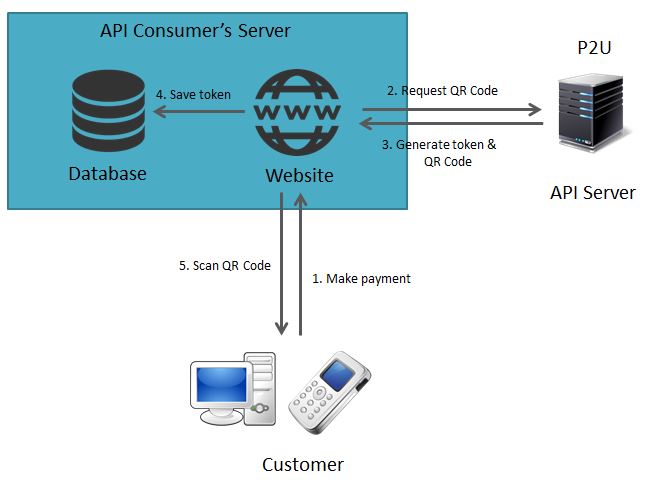 API Consumer's Server
P2U
4. Save token
WWW
2. Request QR Code
3. Generate token &
QR Code
Database
Website
API Server
5. Scan QR Code
1. Make payment
Customer